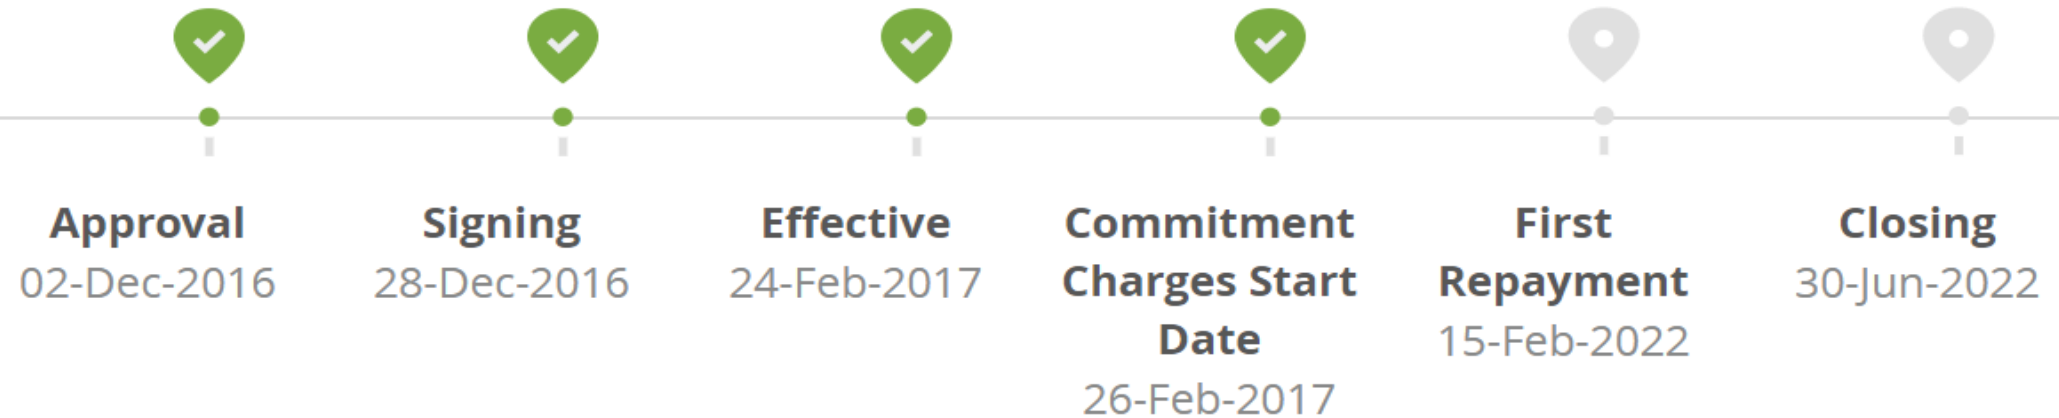 Approval
02-Dec-2016
Signing
28-Dec-2016
Effective
24-Feb-2017
Commitment
Charges Start
Date
26-Feb-2017
First
Repayment
15-Feb-2022
Closing
30-Jun-2022